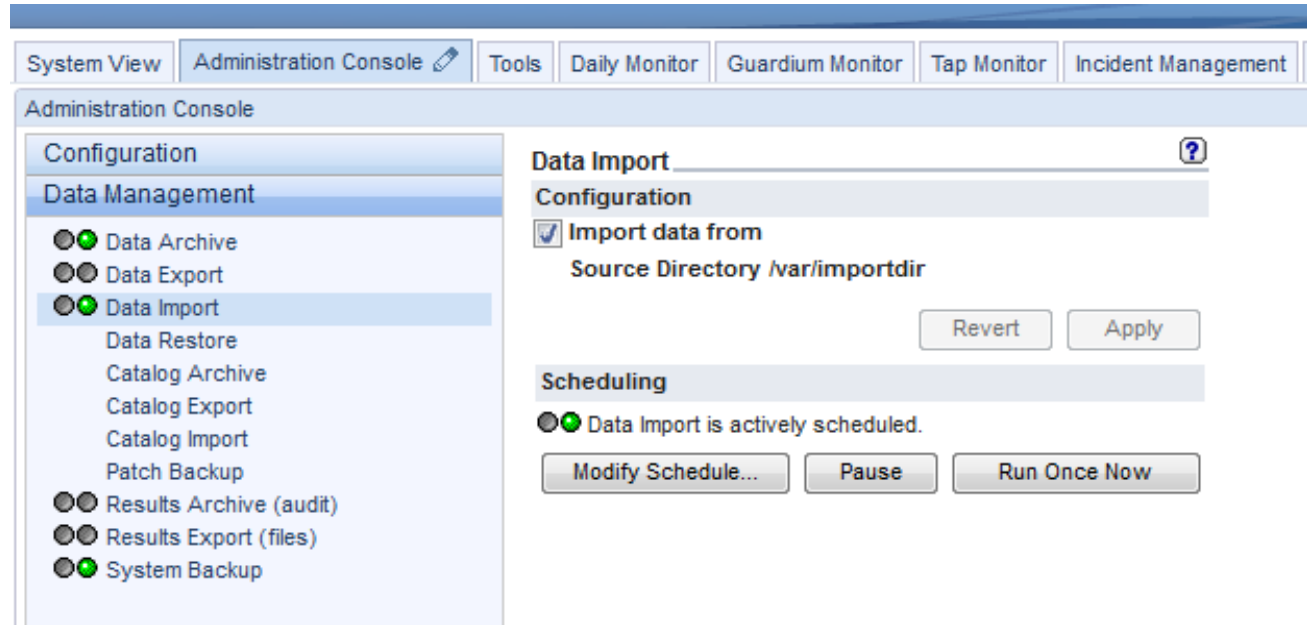 System View Administration Console Tools Daily Monitor Guardium Monitor Tap Monitor Incident Management
Administration Console
Configuration
Data Management
Data Archive
Data Export
Data Import
Data Restore
Catalog Archive
Catalog Export
Catalog Import
Patch Backup
Results Archive (audit)
Results Export (files)
System Backup
Data Import ?
Configuration
Import data from
Source Directory /var/importdir
Revert Apply
Scheduling
Data Import is actively scheduled.
Modify Schedule... Pause Run Once Now